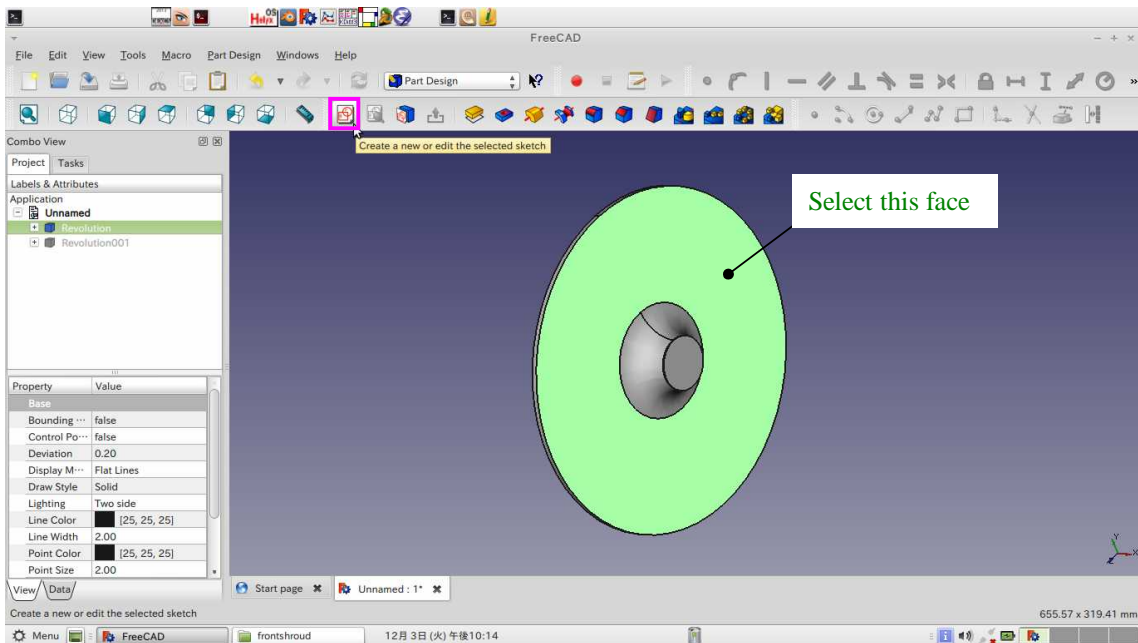 FreeCAD
File Edit View Tools Macro Part Design Windows Help
Part Design
Combo View
Create a new or edit the selected sketch
Project Tasks
Labels & Attributes
Application
Unnamed
Revolution
Revolution001
Select this face
Property Value
Base
Bounding ··· false
Control Po··· false
Deviation 0.20
Display M··· Flat Lines
Draw Style Solid
Lighting Two side
Line Color [25, 25, 25]
Line Width 2.00
Point Color [25, 25, 25]
Point Size 2.00
View Data
Start page Unnamed : 1*
Create a new or edit the selected sketch 655.57 x 319.41 mm
Menu FreeCAD frontshroud 12月 3日 (火) 午後10:14